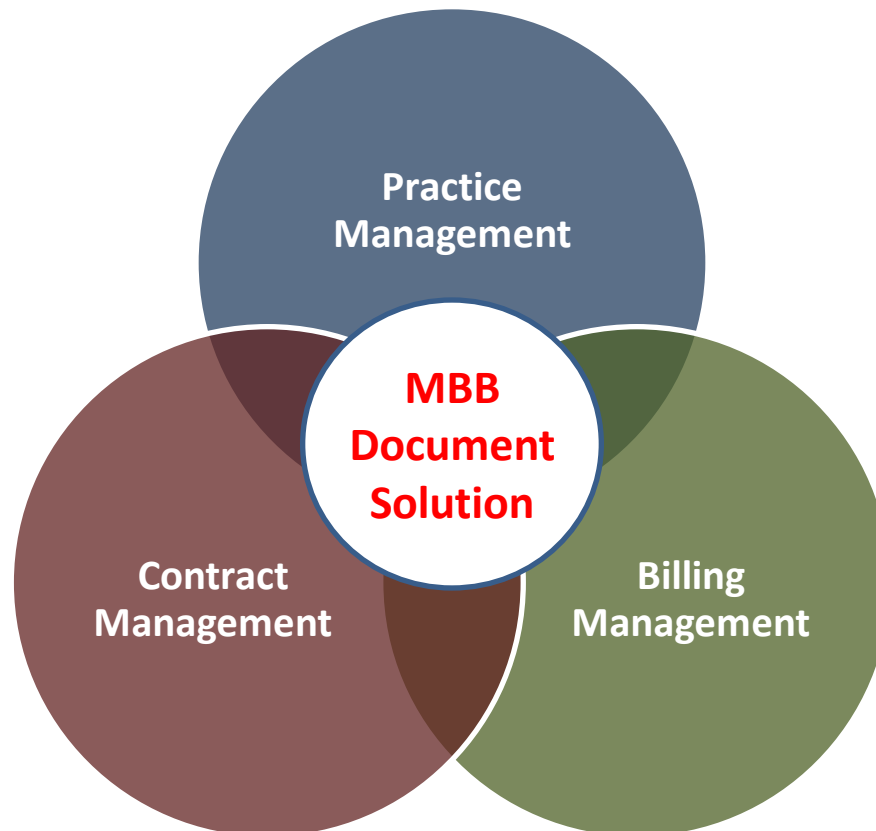 Practice
Management
MBB
Document
Solution
Contract
Management
Billing
Management